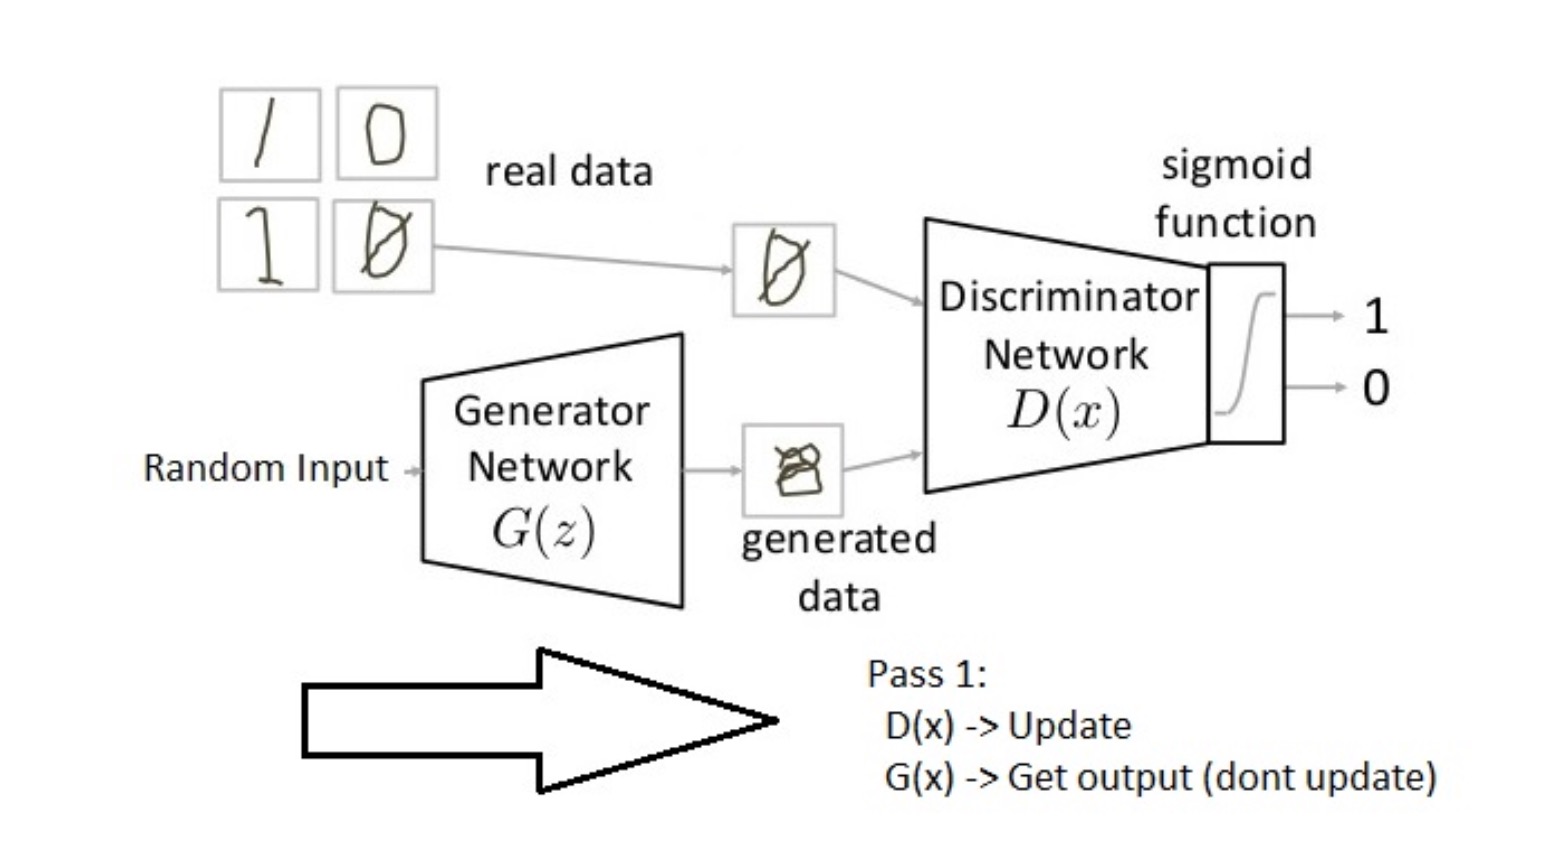 1 0
real data
1 0
0
sigmoid
function
Discriminator
Network
D(x)
1
0
Random Input
Generator
Network
G(z)
generated
data
Pass 1:
D(x) -> Update
G(x) -> Get output (dont update)